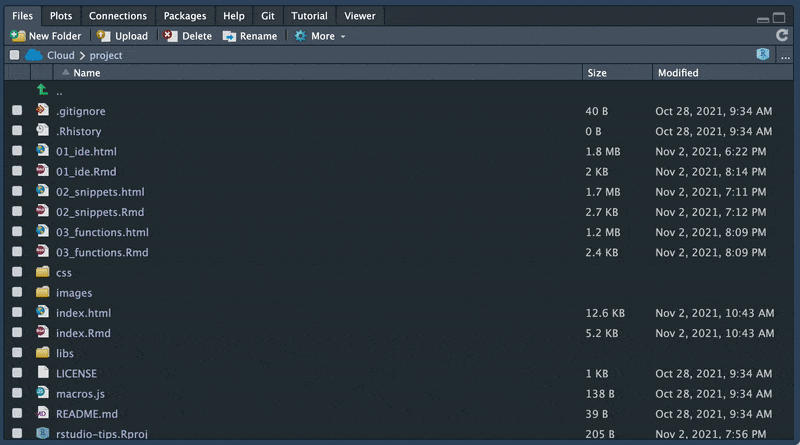 Files Plots Connections Packages Help Git Tutorial Viewer
New Folder Upload Delete Rename More
Cloud project ...
Name Size Modified
..
.gitignore 40 B Oct 28, 2021, 9:34 AM
.Rhistory 0 B Oct 28, 2021, 9:34 AM
01_ide.html 1.8 MB Nov 2, 2021, 6:22 PM
01_ide.Rmd 2 KB Nov 2, 2021, 8:14 PM
02_snippets.html 1.7 MB Nov 2, 2021, 7:11 PM
02_snippets.Rmd 2.7 KB Nov 2, 2021, 7:12 PM
03_functions.html 1.2 MB Nov 2, 2021, 8:09 PM
03_functions.Rmd 2.4 KB Nov 2, 2021, 8:09 PM
css
images
index.html 12.6 KB Nov 2, 2021, 10:43 AM
index.Rmd 5.2 KB Nov 2, 2021, 10:43 AM
libs
LICENSE 1 KB Oct 28, 2021, 9:34 AM
macros.js 138 B Oct 28, 2021, 9:34 AM
README.md 39 B Oct 28, 2021, 9:34 AM
rstudio-tips.Rproj 205 B Nov 2, 2021, 7:56 PM